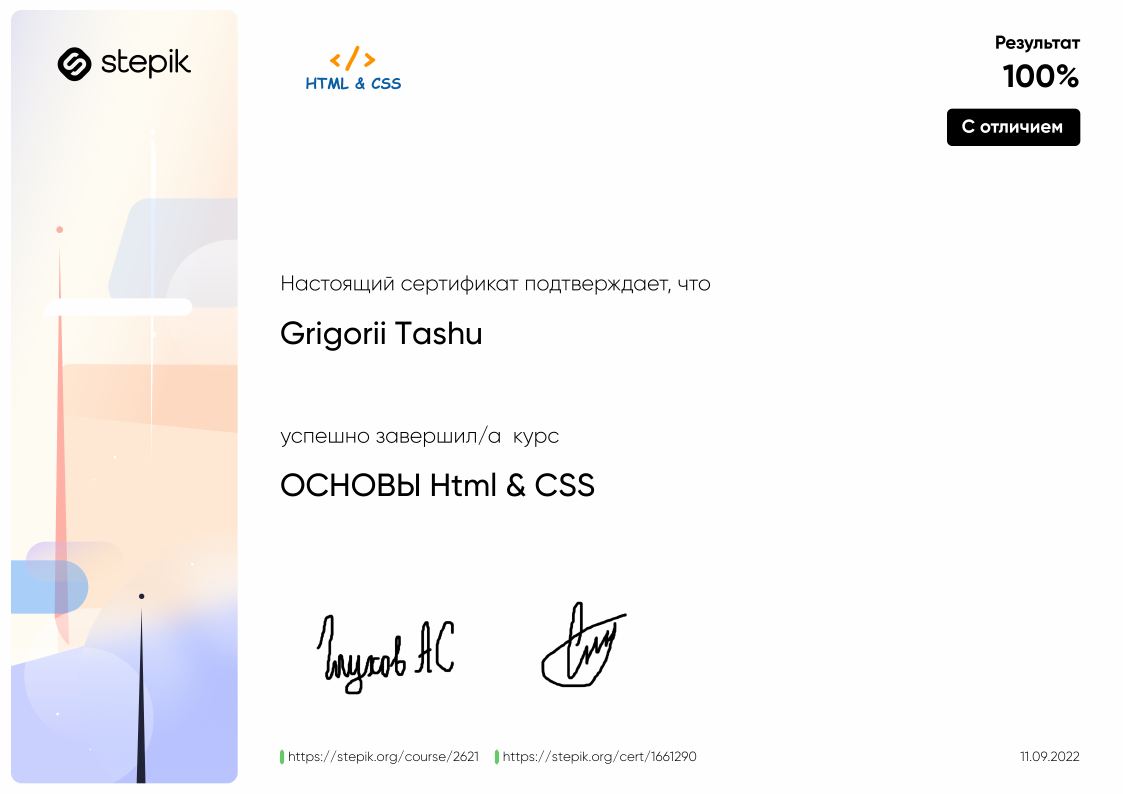 stepik
</>
HTML & CSS
Результат
100%
С отличием
Настоящий сертификат подтверждает, что
Grigorii Tashu
успешно завершил/а курс
ОСНОВЫ Html & CSS
Глухов АС
https://stepik.org/course/2621 https://stepik.org/cert/1661290 11.09.2022